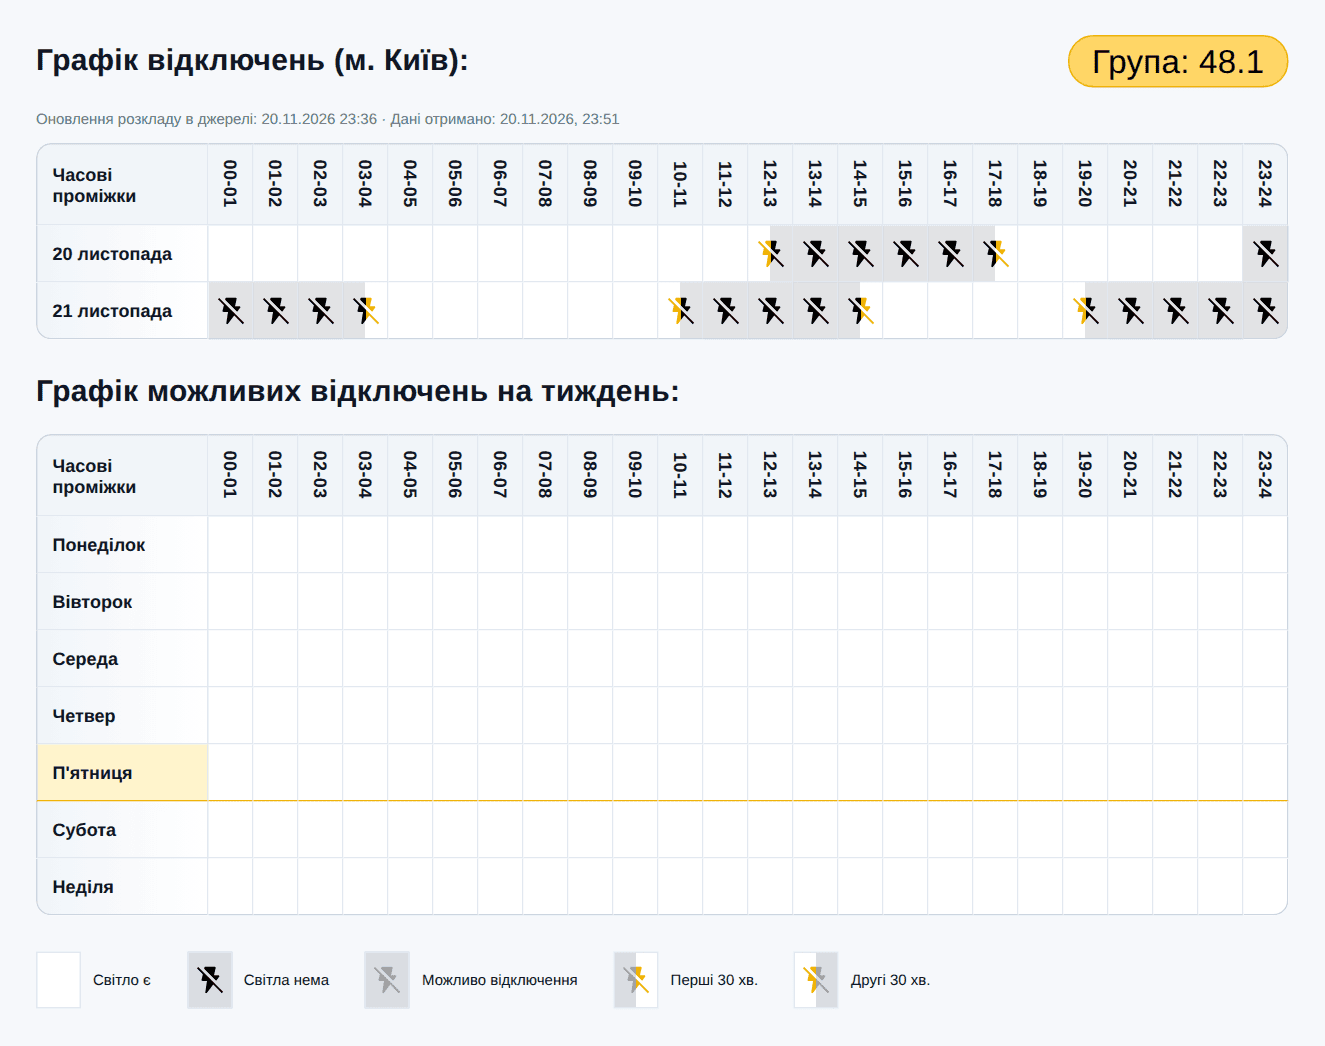 Графік відключень (м. Київ):
Група: 48.1
Оновлення розкладу в джерелі: 20.11.2026 23:36 · Дані отримано: 20.11.2026, 23:51
Часові проміжки 00-01 01-02 02-03 03-04 04-05 05-06 06-07 07-08 08-09 09-10 10-11 11-12 12-13 13-14 14-15 15-16 16-17 17-18 18-19 19-20 20-21 21-22 22-23 23-24
20 листопада
21 листопада
Графік можливих відключень на тиждень:
Часові проміжки 00-01 01-02 02-03 03-04 04-05 05-06 06-07 07-08 08-09 09-10 10-11 11-12 12-13 13-14 14-15 15-16 16-17 17-18 18-19 19-20 20-21 21-22 22-23 23-24
Понеділок
Вівторок
Середа
Четвер
П'ятниця
Субота
Неділя
Світло є Світла нема Можливо відключення Перші 30 хв. Другі 30 хв.